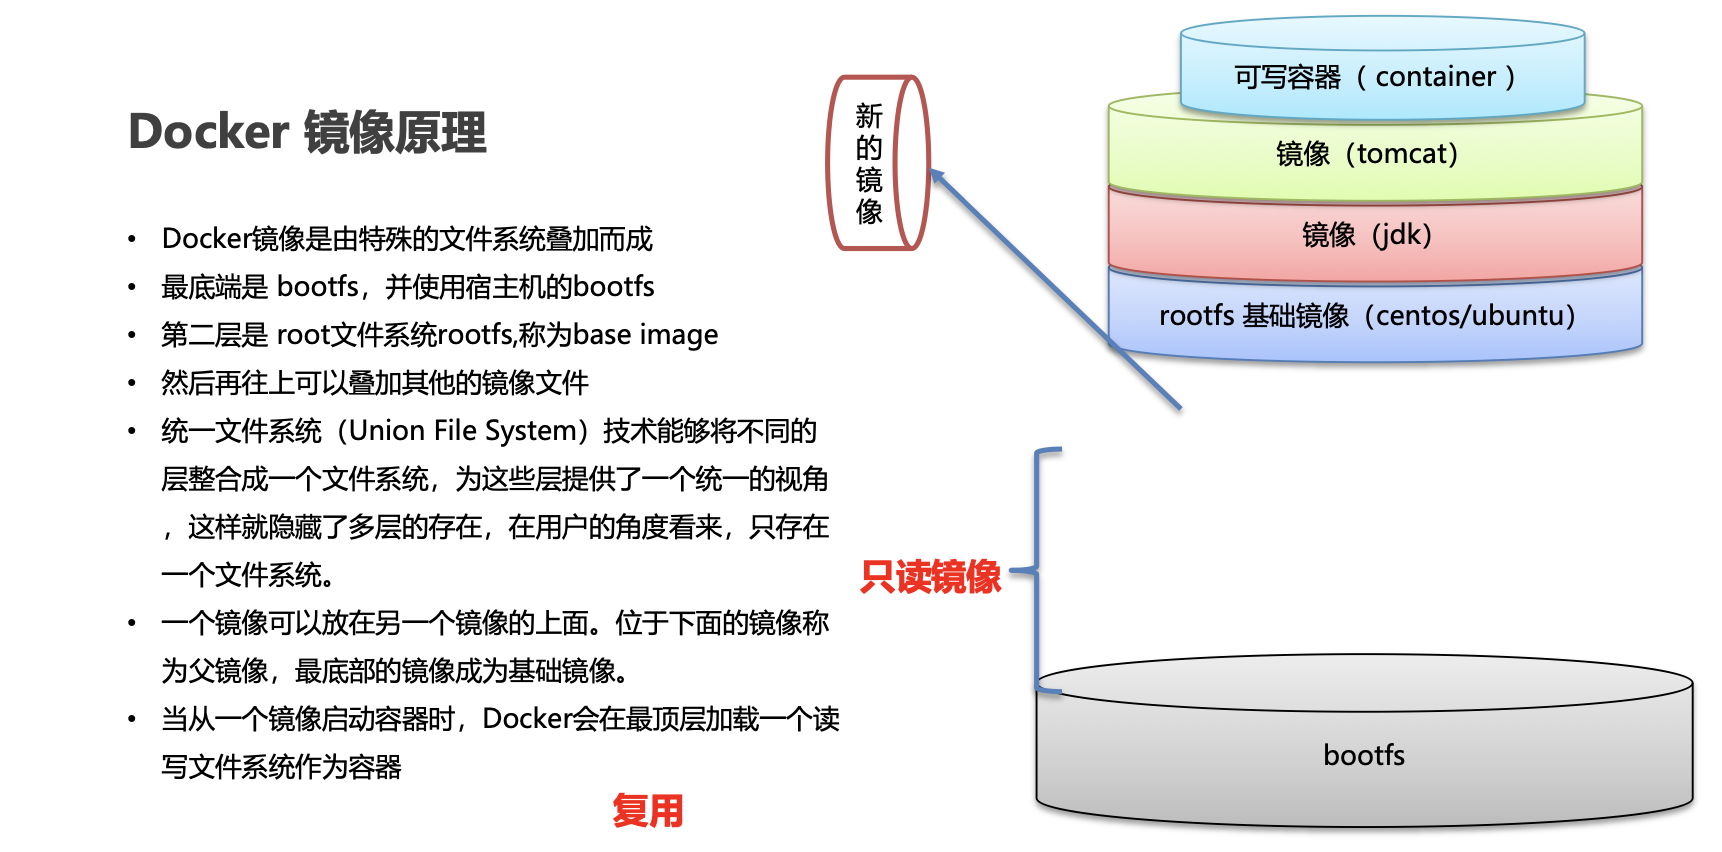 Docker 镜像原理
• Docker镜像是由特殊的文件系统叠加而成
• 最底端是 bootfs，并使用宿主机的bootfs
• 第二层是 root文件系统rootfs,称为base image
• 然后再往上可以叠加其他的镜像文件
• 统一文件系统（Union File System）技术能够将不同的
层整合成一个文件系统，为这些层提供了一个统一的视角
，这样就隐藏了多层的存在，在用户的角度看来，只存在
一个文件系统。
• 一个镜像可以放在另一个镜像的上面。位于下面的镜像称
为父镜像，最底部的镜像成为基础镜像。
• 当从一个镜像启动容器时，Docker会在最顶层加载一个读
写文件系统作为容器
复用
新的镜像
可写容器（ container ）
镜像（tomcat）
镜像（jdk）
rootfs 基础镜像（centos/ubuntu）
只读镜像
bootfs